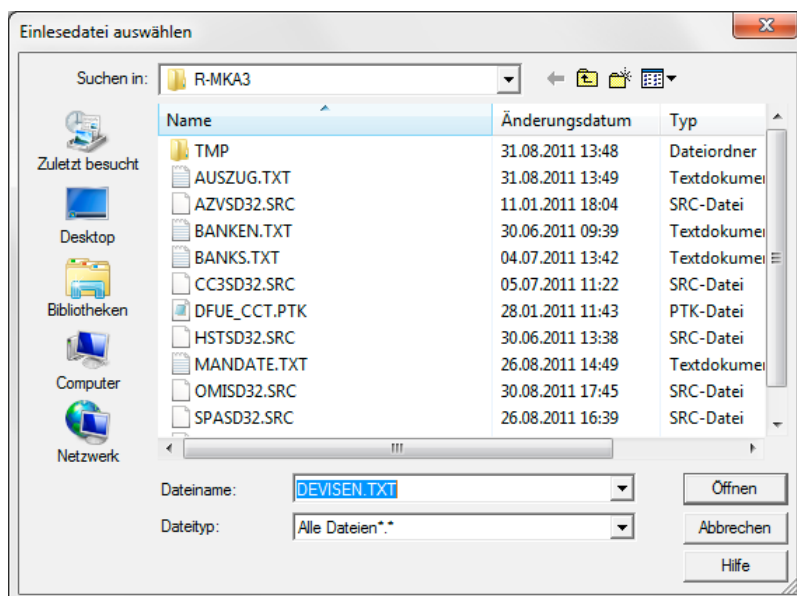 Einlesedatei auswählen
Suchen in: R-MKA3
Zuletzt besucht
Desktop
Bibliotheken
Computer
Netzwerk
Name Änderungsdatum Typ
TMP 31.08.2011 13:48 Dateiordner
AUSZUG.TXT 31.08.2011 13:49 Textdokume
AZVSD32.SRC 11.01.2011 18:04 SRC-Datei
BANKEN.TXT 30.06.2011 09:39 Textdokume
BANKS.TXT 04.07.2011 13:42 Textdokume
CC3SD32.SRC 05.07.2011 11:22 SRC-Datei
DFUE_CCT.PTK 28.01.2011 11:43 PTK-Datei
HSTSD32.SRC 30.06.2011 13:38 SRC-Datei
MANDATE.TXT 26.08.2011 14:49 Textdokume
OMISD32.SRC 30.08.2011 17:45 SRC-Datei
SPASD32.SRC 26.08.2011 16:39 SRC-Datei
Dateiname: DEVISEN.TXT Öffnen
Dateityp: Alle Dateien*.* Abbrechen
Hilfe